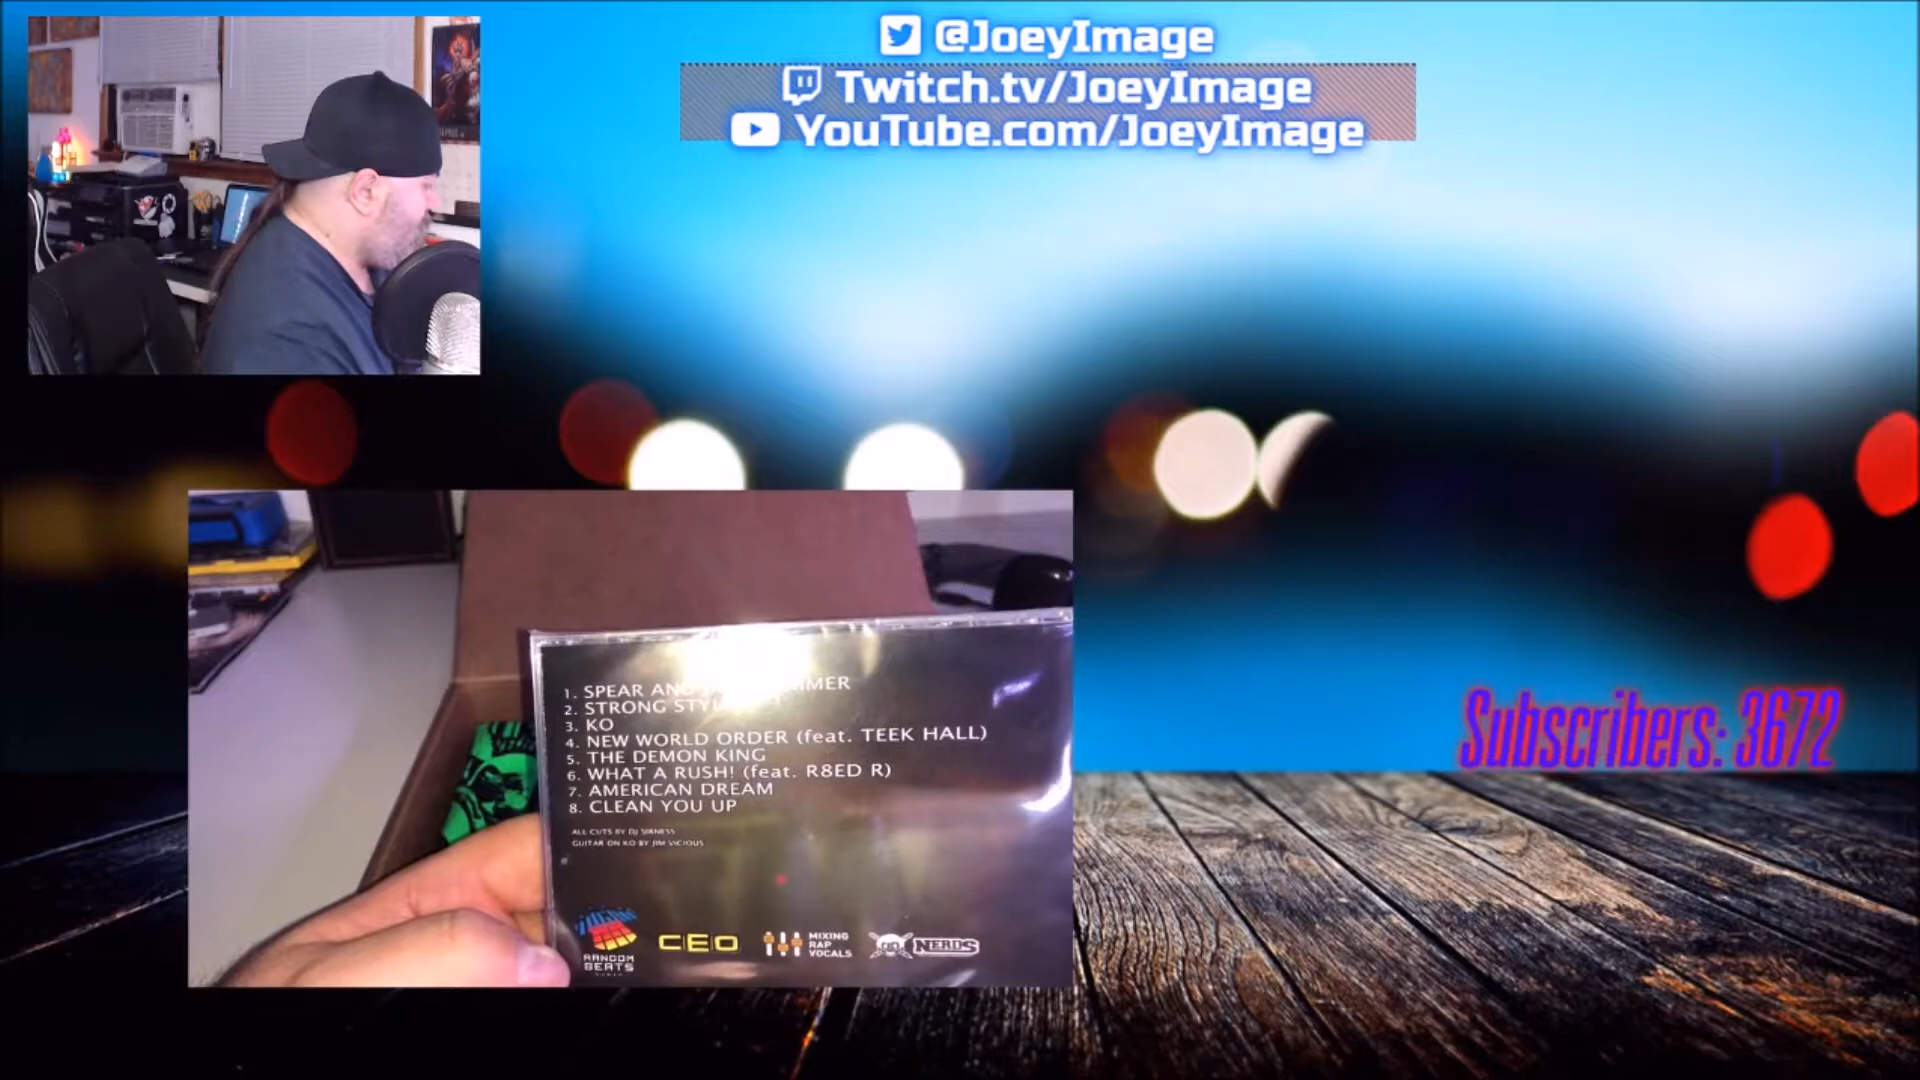 @JoeyImage
Twitch.tv/JoeyImage
YouTube.com/JoeyImage
1. SPEAR AND
2. STRONG
3. KO
4. NEW WORLD ORDER (feat. TEEK HALL)
5. THE DEMON KING
6. WHAT A RUSH! (feat. R8ED R)
7. AMERICAN DREAM
8. CLEAN YOU UP
ALL CUTS BY DJ
GUITAR ON KO BY JIM VICIOUS
RANDOM
BEATS
CEO
MIXING
RAP
VOCALS
NERDS
Subscribers: 3672